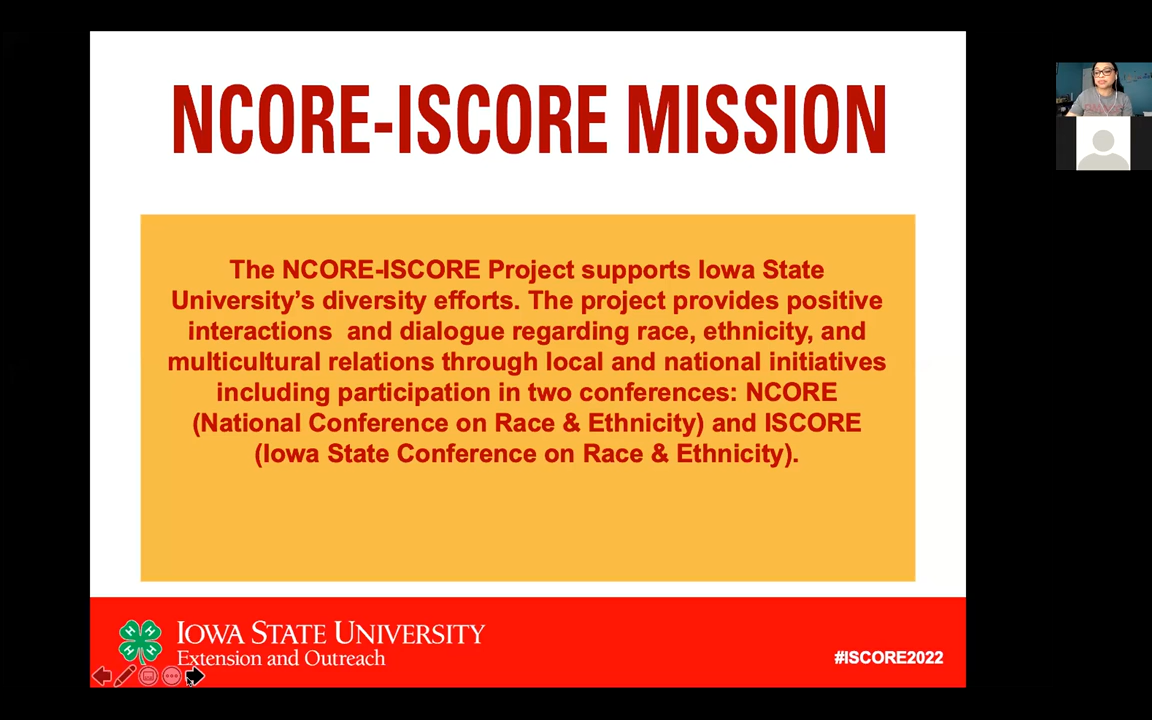 NCORE-ISCORE MISSION
The NCORE-ISCORE Project supports Iowa State
University’s diversity efforts. The project provides positive
interactions  and dialogue regarding race, ethnicity, and
multicultural relations through local and national initiatives
including participation in two conferences: NCORE
(National Conference on Race & Ethnicity) and ISCORE
(Iowa State Conference on Race & Ethnicity).
H H
H H
IOWA STATE UNIVERSITY
Extension and Outreach
#ISCORE2022